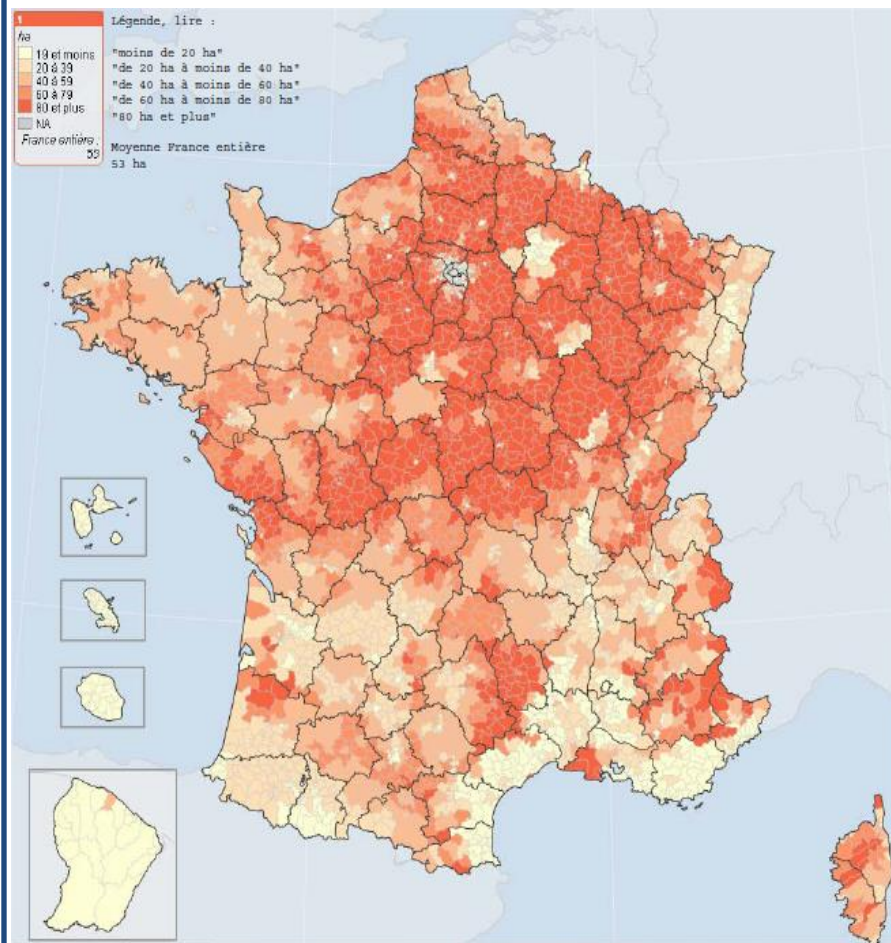 1
Légende, lire :
ha
19 et moins
"moins de 20 ha"
20 à 39
"de 20 ha à moins de 40 ha"
40 à 59
"de 40 ha à moins de 60 ha"
60 à 79
"de 60 ha à moins de 80 ha"
80 et plus
"80 ha et plus"
NA
France entière :
53
Moyenne France entière
53 ha